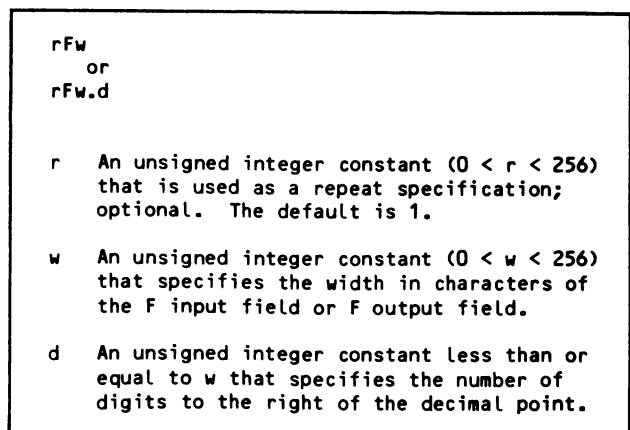 rFw
or
rFw.d
r An unsigned integer constant (0 < r < 256)
that is used as a repeat specification;
optional. The default is 1.
w An unsigned integer constant (0 < w < 256)
that specifies the width in characters of
the F input field or F output field.
d An unsigned integer constant less than or
equal to w that specifies the number of
digits to the right of the decimal point.